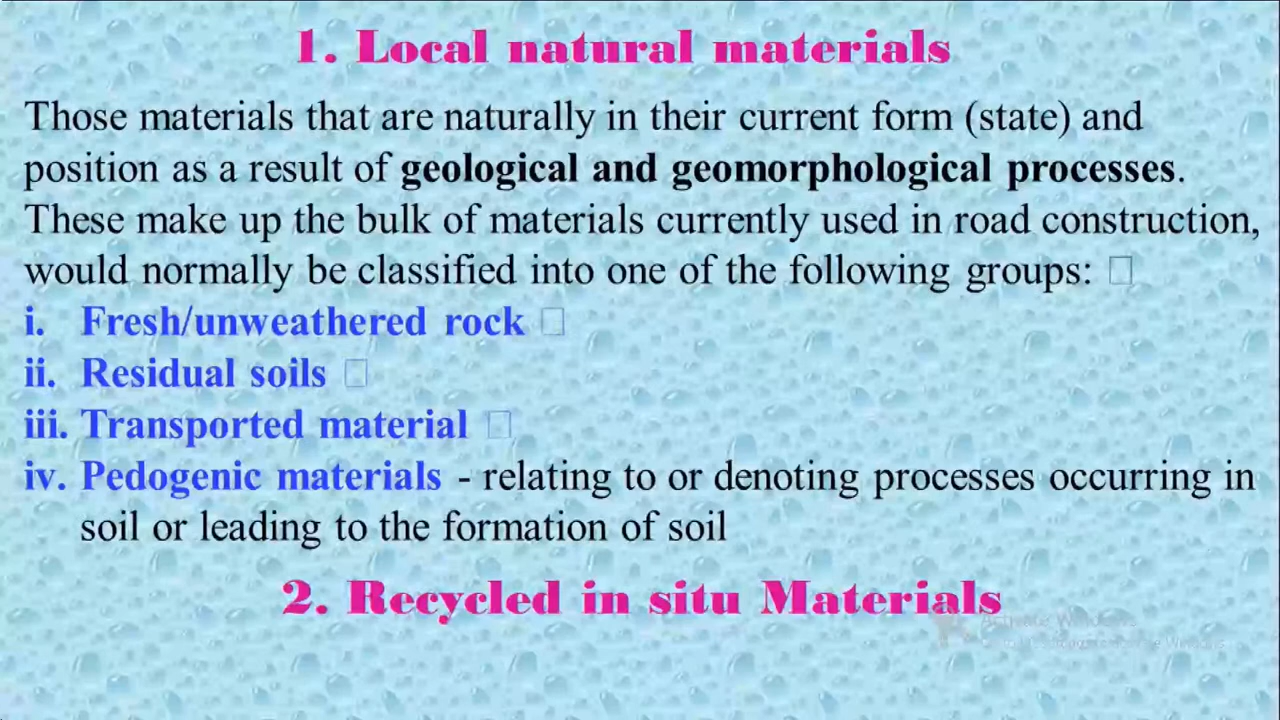 1. Local natural materials
Those materials that are naturally in their current form (state) and
position as a result of geological and geomorphological processes.
These make up the bulk of materials currently used in road construction,
would normally be classified into one of the following groups: □
i. Fresh/unweathered rock □
ii. Residual soils □
iii. Transported material □
iv. Pedogenic materials - relating to or denoting processes occurring in
soil or leading to the formation of soil
2. Recycled in situ Materials
Activate Windows